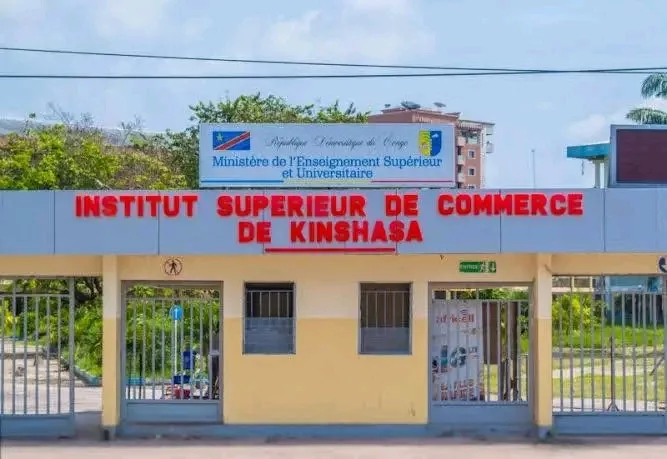 République Démocratique du Congo
Ministère de l'Enseignement Supérieur
et Universitaire
INSTITUT SUPERIEUR DE COMMERCE
DE KINSHASA